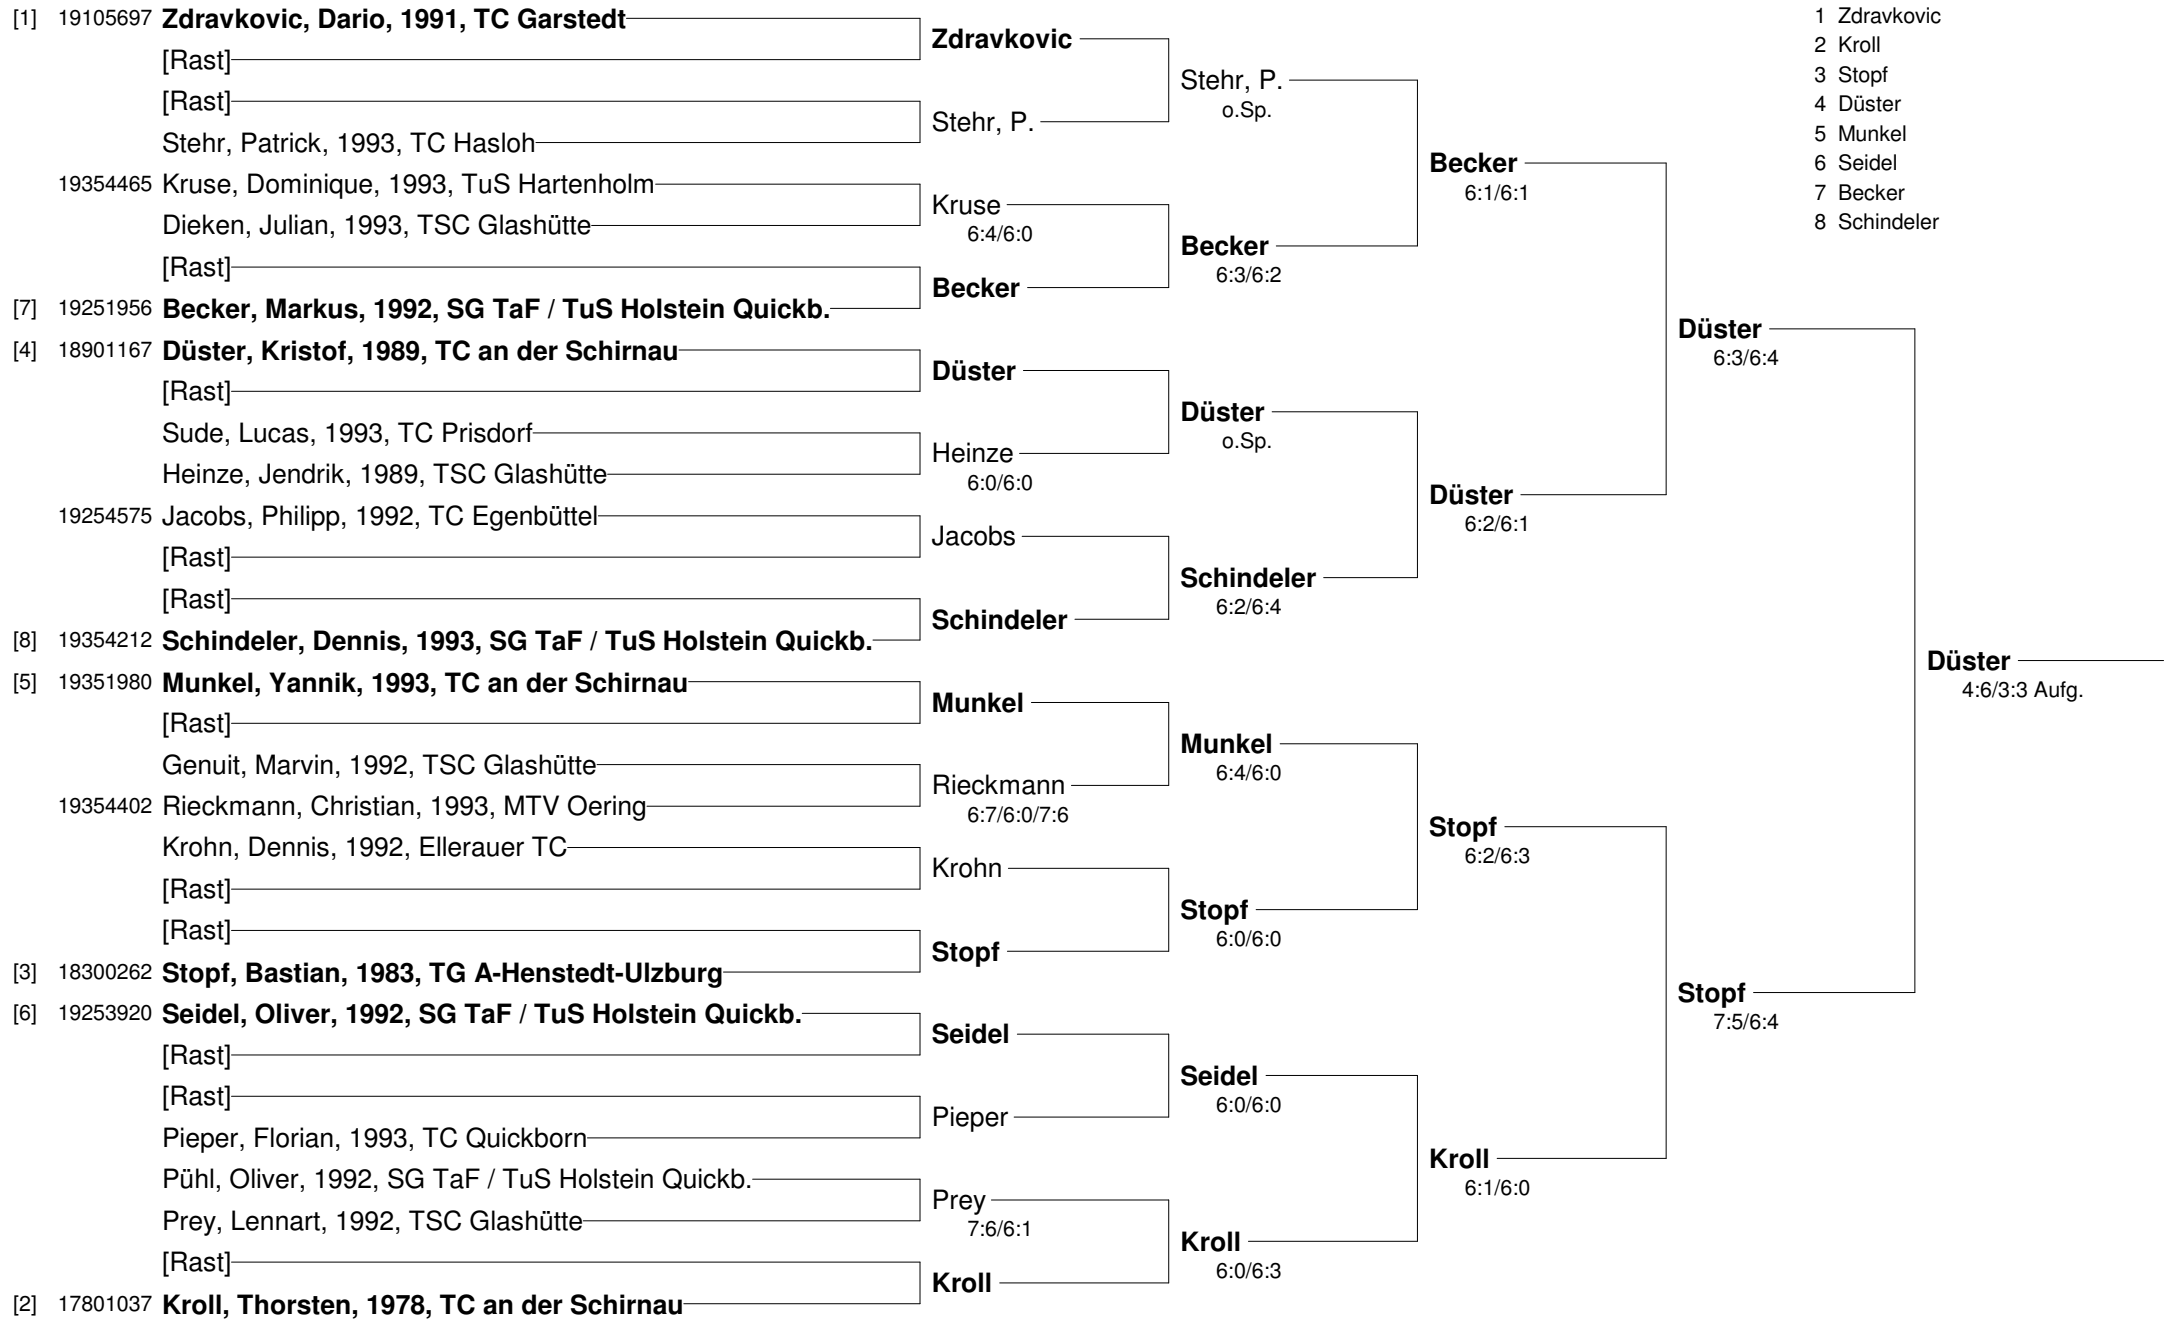 [1] 19105697 Zdravkovic, Dario, 1991, TC Garstedt
[Rast]
[Rast]
Stehr, Patrick, 1993, TC Hasloh
19354465 Kruse, Dominique, 1993, TuS Hartenholm
Dieken, Julian, 1993, TSC Glashütte
[Rast]
[7] 19251956 Becker, Markus, 1992, SG TaF / TuS Holstein Quickb.
[4] 18901167 Düster, Kristof, 1989, TC an der Schirnau
[Rast]
Sude, Lucas, 1993, TC Prisdorf
Heinze, Jendrik, 1989, TSC Glashütte
19254575 Jacobs, Philipp, 1992, TC Egenbüttel
[Rast]
[Rast]
[8] 19354212 Schindeler, Dennis, 1993, SG TaF / TuS Holstein Quickb.
[5] 19351980 Munkel, Yannik, 1993, TC an der Schirnau
[Rast]
Genuit, Marvin, 1992, TSC Glashütte
19354402 Rieckmann, Christian, 1993, MTV Oering
Krohn, Dennis, 1992, Ellerauer TC
[Rast]
[Rast]
[3] 18300262 Stopf, Bastian, 1983, TG A-Henstedt-Ulzburg
[6] 19253920 Seidel, Oliver, 1992, SG TaF / TuS Holstein Quickb.
[Rast]
[Rast]
Pieper, Florian, 1993, TC Quickborn
Pühl, Oliver, 1992, SG TaF / TuS Holstein Quickb.
Prey, Lennart, 1992, TSC Glashütte
[Rast]
[2] 17801037 Kroll, Thorsten, 1978, TC an der Schirnau
Zdravkovic
Stehr, P.
Kruse
6:4/6:0
Becker
Düster
Heinze
6:0/6:0
Jacobs
Schindeler
Munkel
Rieckmann
6:7/6:0/7:6
Krohn
Stopf
Seidel
Pieper
Prey
7:6/6:1
Kroll
Stehr, P.
o.Sp.
Becker
6:3/6:2
Düster
o.Sp.
Schindeler
6:2/6:4
Munkel
6:4/6:0
Stopf
6:0/6:0
Seidel
6:0/6:0
Kroll
6:0/6:3
Becker
6:1/6:1
Düster
6:2/6:1
Stopf
6:2/6:3
Kroll
6:1/6:0
Düster
6:3/6:4
Stopf
7:5/6:4
Düster
4:6/3:3 Aufg.
1 Zdravkovic
2 Kroll
3 Stopf
4 Düster
5 Munkel
6 Seidel
7 Becker
8 Schindeler